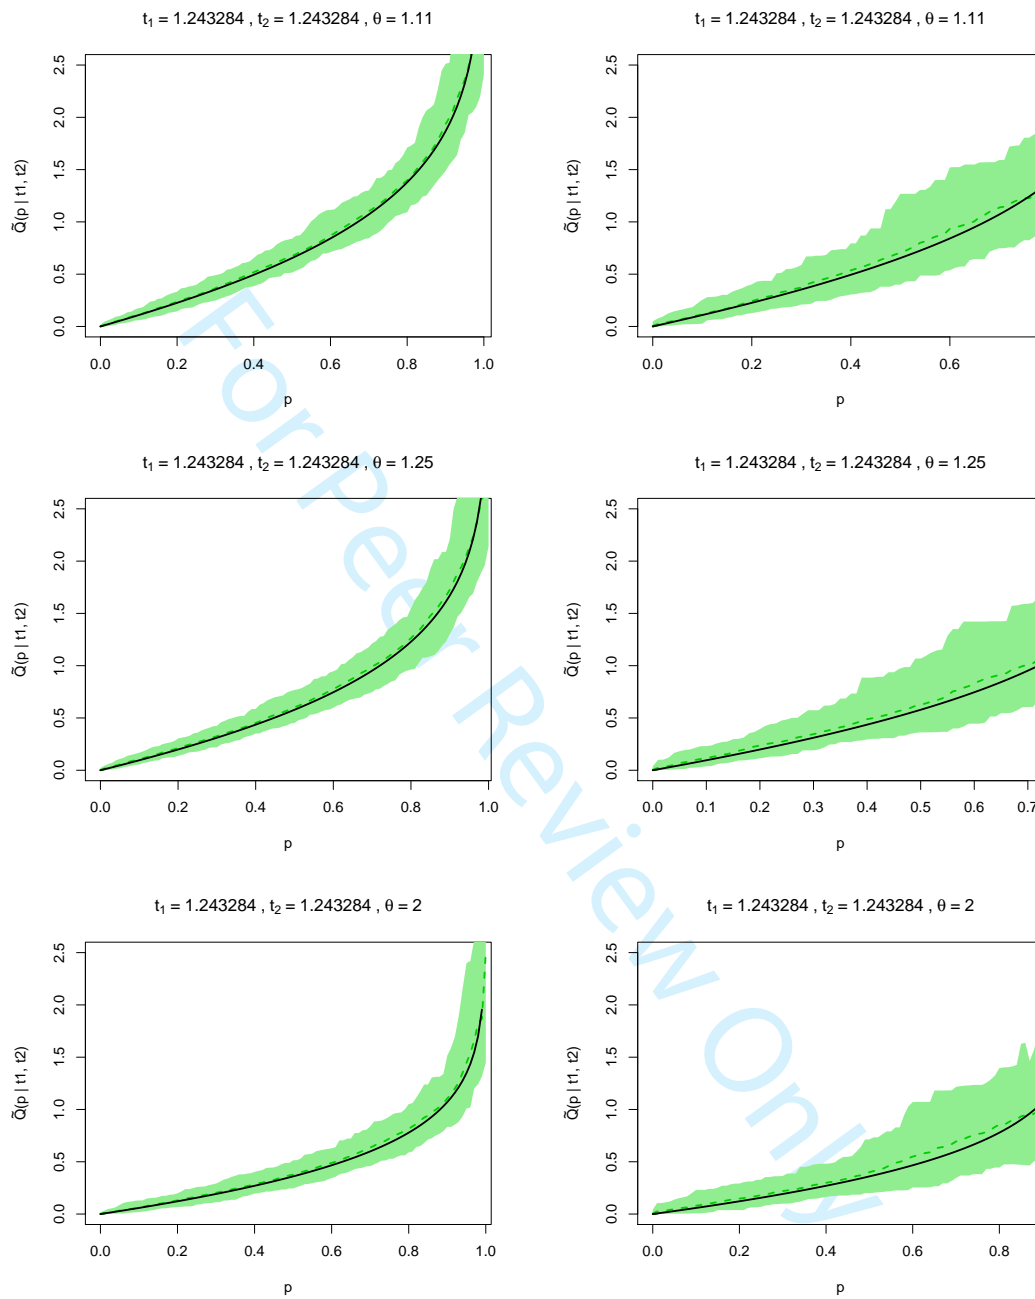 t1 = 1.243284 , t2 = 1.243284 , θ = 1.11
Q̃(p | t1, t2)
0.0 0.5 1.0 1.5 2.0 2.5
0.0 0.2 0.4 0.6 0.8 1.0
p
t1 = 1.243284 , t2 = 1.243284 , θ = 1.11
Q̃(p | t1, t2)
0.0 0.5 1.0 1.5 2.0 2.5
0.0 0.2 0.4 0.6
p
t1 = 1.243284 , t2 = 1.243284 , θ = 1.25
Q̃(p | t1, t2)
0.0 0.5 1.0 1.5 2.0 2.5
0.0 0.2 0.4 0.6 0.8 1.0
p
t1 = 1.243284 , t2 = 1.243284 , θ = 1.25
Q̃(p | t1, t2)
0.0 0.5 1.0 1.5 2.0 2.5
0.0 0.1 0.2 0.3 0.4 0.5 0.6 0.7
p
t1 = 1.243284 , t2 = 1.243284 , θ = 2
Q̃(p | t1, t2)
0.0 0.5 1.0 1.5 2.0 2.5
0.0 0.2 0.4 0.6 0.8 1.0
p
t1 = 1.243284 , t2 = 1.243284 , θ = 2
Q̃(p | t1, t2)
0.0 0.5 1.0 1.5 2.0 2.5
0.0 0.2 0.4 0.6 0.8
p
For Peer Review Only